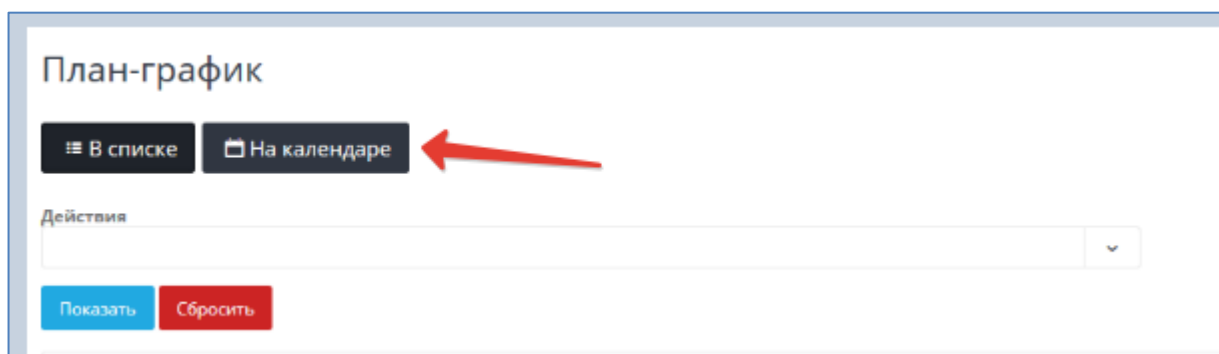 План-график
В списке На календаре
Действия
Показать Сбросить